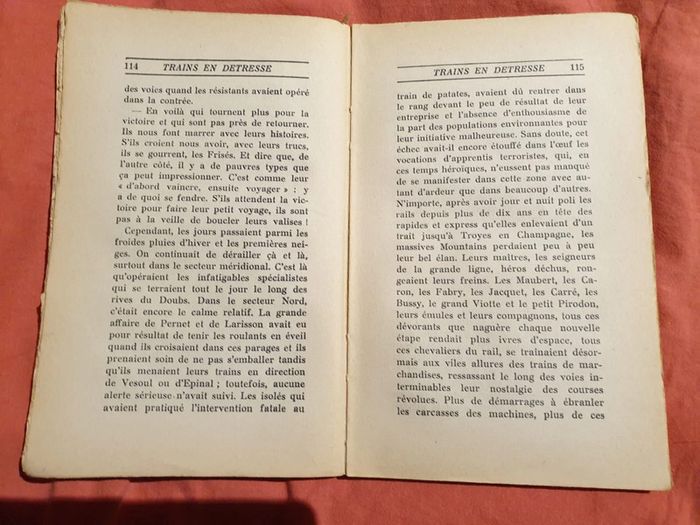 114 TRAINS EN DETRESSE
des voies quand les résistants avaient opéré
dans la contrée.
— En voilà qui tournent plus pour la
victoire et qui sont pas près de retourner.
Ils nous font marrer avec leurs histoires.
S'ils croient nous avoir, avec leurs trucs,
ils se gourrent, les Frisés. Et dire que, de
l'autre côté, il y a de pauvres types que
ça peut impressionner. C'est comme leur
« d'abord vaincre, ensuite voyager » ; y
a de quoi se fendre. S'ils attendent la vic-
toire pour faire leur petit voyage, ils sont
pas à la veille de boucler leurs valises !
Cependant, les jours passaient parmi les
froides pluies d'hiver et les premières nei-
ges. On continuait de dérailler çà et là,
surtout dans le secteur méridional. C'est là
qu'opéraient les infatigables spécialistes
qui se terraient tout le jour le long des
rives du Doubs. Dans le secteur Nord,
c'était encore le calme relatif. La grande
affaire de Pernet et de Larisson avait eu
pour résultat de tenir les roulants en éveil
quand ils croisaient dans ces parages et ils
prenaient soin de ne pas s'emballer tandis
qu'ils menaient leurs trains en direction
de Vesoul ou d'Epinal ; toutefois, aucune
alerte sérieuse n'avait suivi. Les isolés qui
avaient pratiqué l'intervention fatale au
TRAINS EN DETRESSE 115
train de patates, avaient dû rentrer dans
le rang devant le peu de résultat de leur
entreprise et l'absence d'enthousiasme de
la part des populations environnantes pour
leur initiative malheureuse. Sans doute, cet
échec avait-il encore étouffé dans l'œuf les
vocations d'apprentis terroristes, qui, en
ces temps héroïques, n'eussent pas manqué
de se manifester dans cette zone avec au-
tant d'ardeur que dans beaucoup d'autres.
N'importe, après avoir jour et nuit poli les
rails depuis plus de dix ans en tête des
rapides et express qu'elles enlevaient d'un
trait jusqu'à Troyes en Champagne, les
massives Mountains perdaient peu à peu
leur bel élan. Leurs maîtres, les seigneurs
de la grande ligne, héros déchus, ron-
geaient leurs freins. Les Maubert, les Ca-
ron, les Fabry, les Jacquet, les Carré, les
Bussy, le grand Viotte et le petit Pirodon,
leurs émules et leurs compagnons, tous ces
dévorants que naguère chaque nouvelle
étape rendait plus ivres d'espace, tous
ces chevaliers du rail, se traînaient désor-
mais aux viles allures des trains de mar-
chandises, ressassant le long des voies in-
terminables leur nostalgie des courses
révolues. Plus de démarrages à ébranler
les carcasses des machines, plus de ces